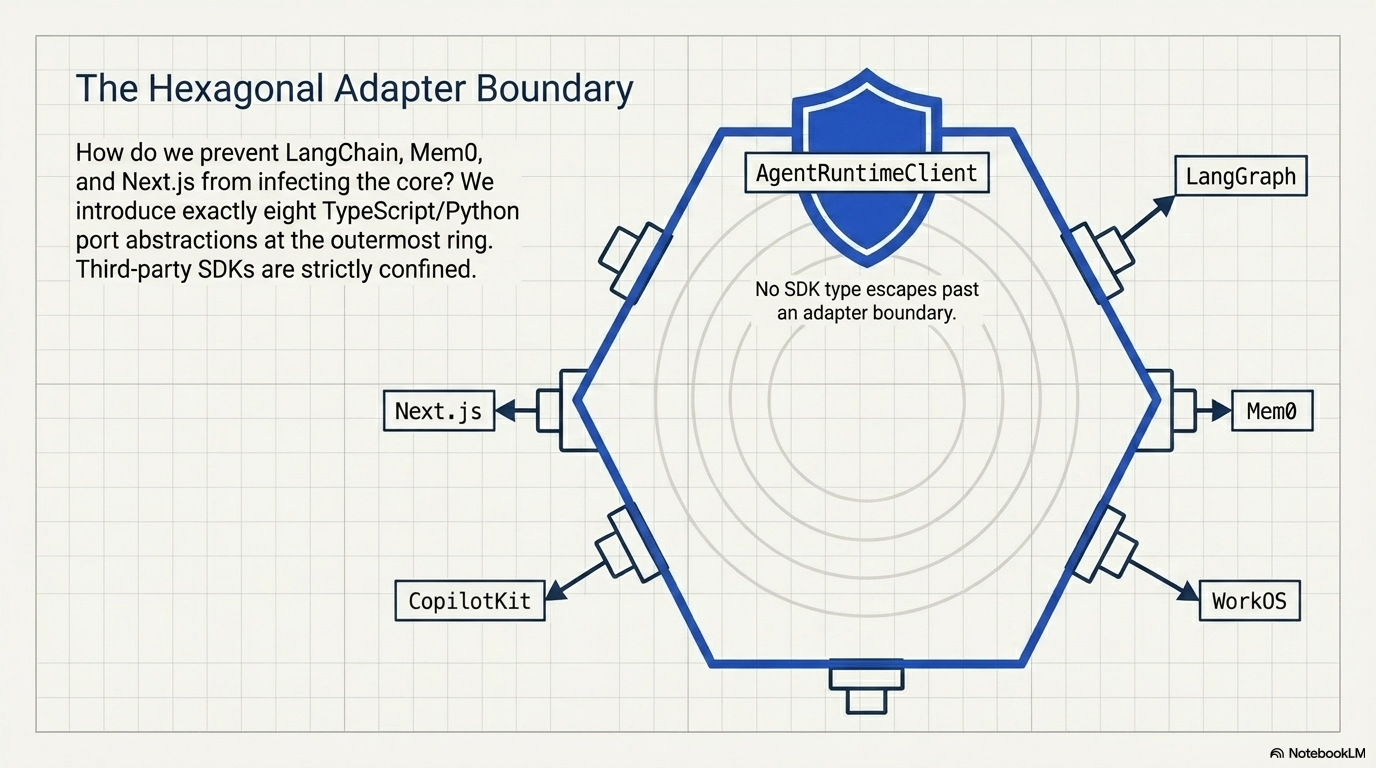 The Hexagonal Adapter Boundary
How do we prevent LangChain, Mem0,
and Next.js from infecting the core? We
introduce exactly eight TypeScript/Python
port abstractions at the outermost ring.
Third-party SDKs are strictly confined.
AgentRuntimeClient
No SDK type escapes past
an adapter boundary.
LangGraph
Next.js
Mem0
CopilotKit
WorkOS
NotebookLM